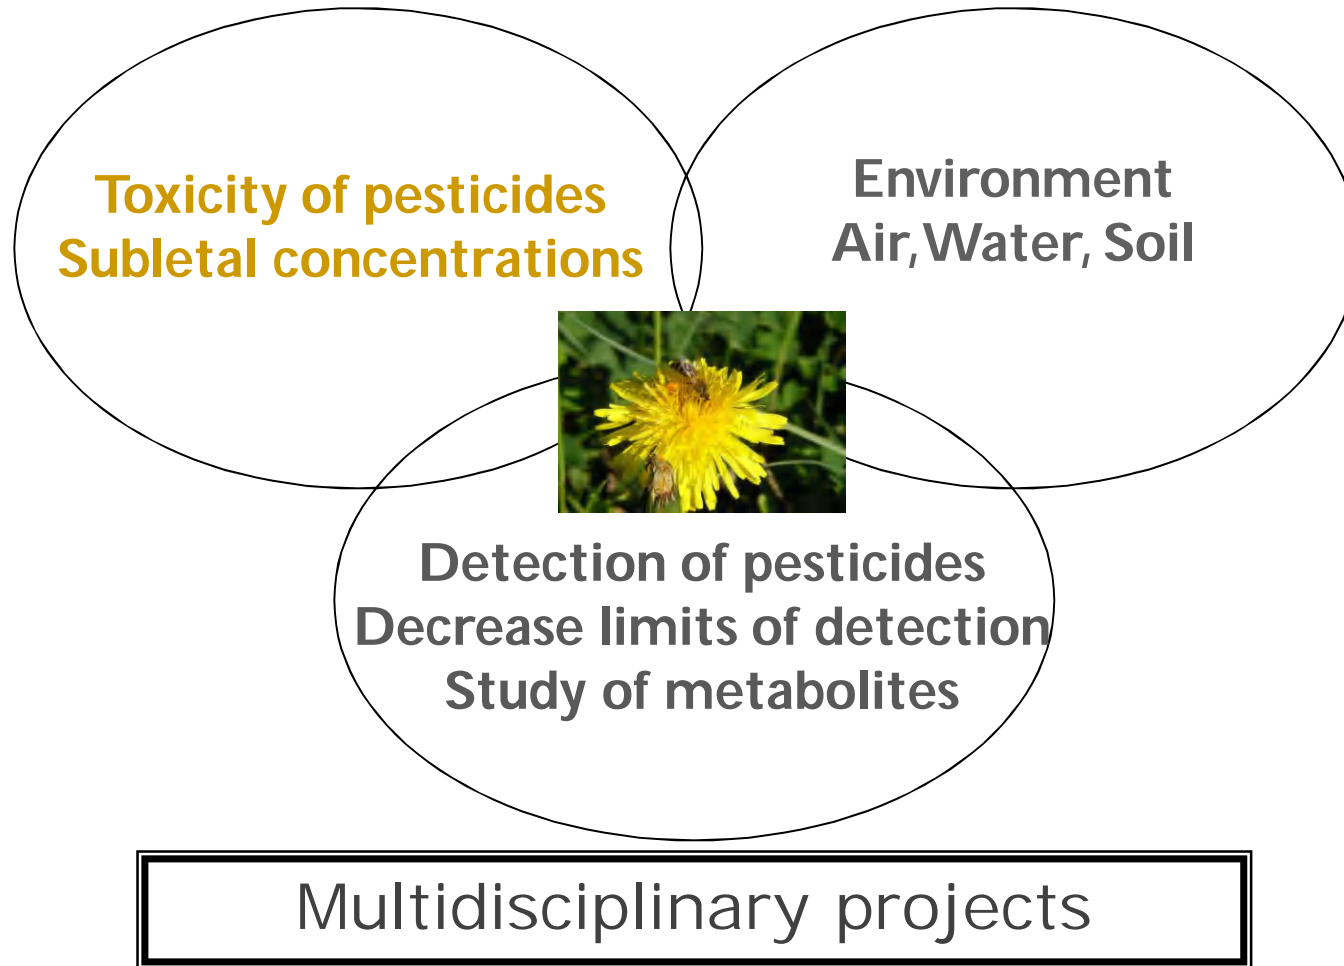 Toxicity of pesticides
Subletal concentrations
Environment
Air, Water, Soil
Detection of pesticides
Decrease limits of detection
Study of metabolites
Multidisciplinary projects